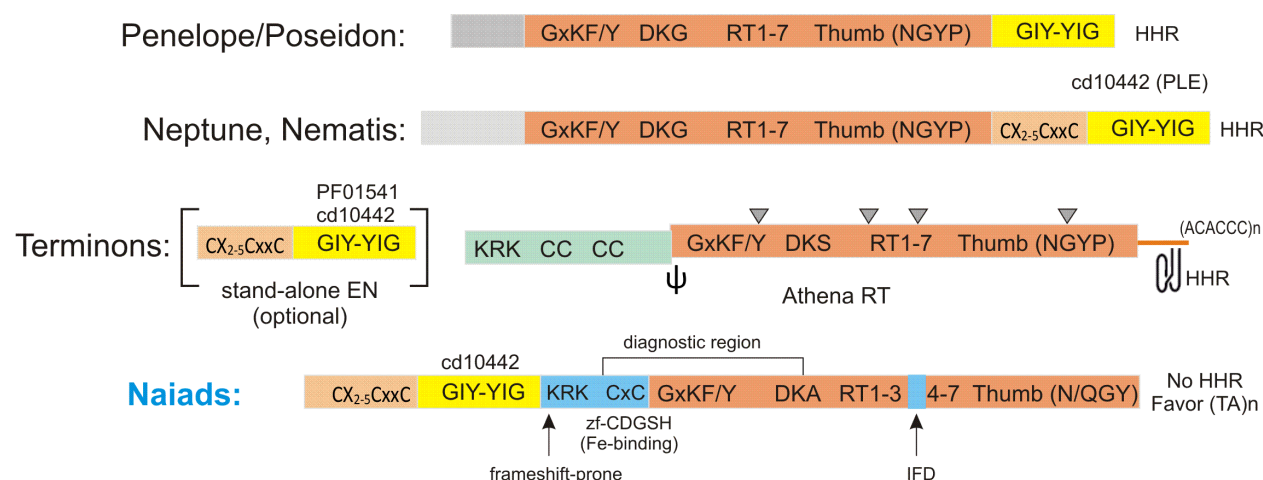 Penelope/Poseidon: GxKF/Y DKG RT1-7 Thumb (NGYP) GIY-YIG HHR
cd10442 (PLE)
Neptune, Nematis: GxKF/Y DKG RT1-7 Thumb (NGYP) CX2-5CxxC GIY-YIG HHR
PF01541
cd10442
Terminons: CX2-5CxxC GIY-YIG KRK CC CC GxKF/Y DKS RT1-7 Thumb (NGYP) (ACACCC)n
HHR
ψ
stand-alone EN
(optional)
Athena RT
diagnostic region
cd10442
Naiads: CX2-5CxxC GIY-YIG KRK CxC GxKF/Y DKA RT1-3 4-7 Thumb (N/QGY) No HHR
Favor (TA)n
zf-CDGSH
(Fe-binding)
frameshift-prone IFD